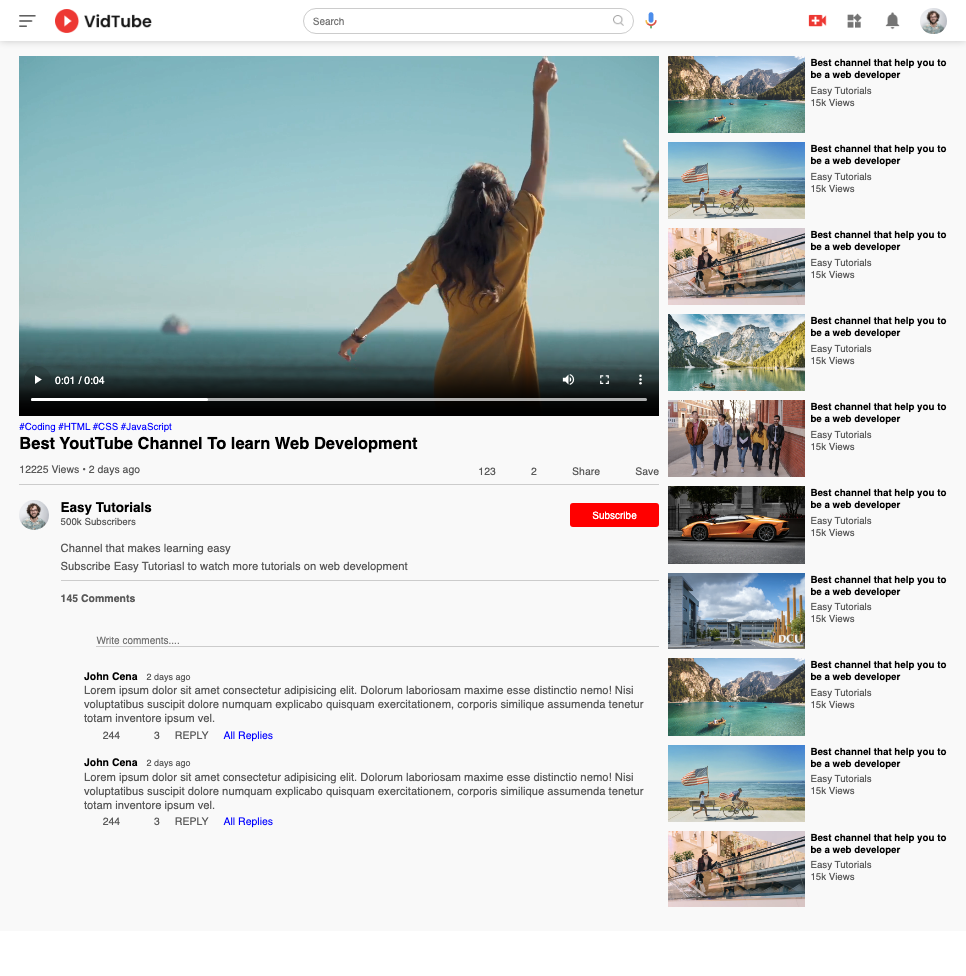 VidTube
Search
0:01 / 0:04
#Coding #HTML #CSS #JavaScript
Best YoutTube Channel To learn Web Development
12225 Views • 2 days ago
123 2 Share Save
Easy Tutorials
500k Subscribers
Subscribe
Channel that makes learning easy
Subscribe Easy Tutoriasl to watch more tutorials on web development
145 Comments
Write comments....
John Cena 2 days ago
Lorem ipsum dolor sit amet consectetur adipisicing elit. Dolorum laboriosam maxime esse distinctio nemo! Nisi
voluptatibus suscipit dolore numquam explicabo quisquam exercitationem, corporis similique assumenda tenetur
totam inventore ipsum vel.
244 3 REPLY All Replies
John Cena 2 days ago
Lorem ipsum dolor sit amet consectetur adipisicing elit. Dolorum laboriosam maxime esse distinctio nemo! Nisi
voluptatibus suscipit dolore numquam explicabo quisquam exercitationem, corporis similique assumenda tenetur
totam inventore ipsum vel.
244 3 REPLY All Replies
Best channel that help you to
be a web developer
Easy Tutorials
15k Views
Best channel that help you to
be a web developer
Easy Tutorials
15k Views
Best channel that help you to
be a web developer
Easy Tutorials
15k Views
Best channel that help you to
be a web developer
Easy Tutorials
15k Views
Best channel that help you to
be a web developer
Easy Tutorials
15k Views
Best channel that help you to
be a web developer
Easy Tutorials
15k Views
DCU
Best channel that help you to
be a web developer
Easy Tutorials
15k Views
Best channel that help you to
be a web developer
Easy Tutorials
15k Views
Best channel that help you to
be a web developer
Easy Tutorials
15k Views
Best channel that help you to
be a web developer
Easy Tutorials
15k Views